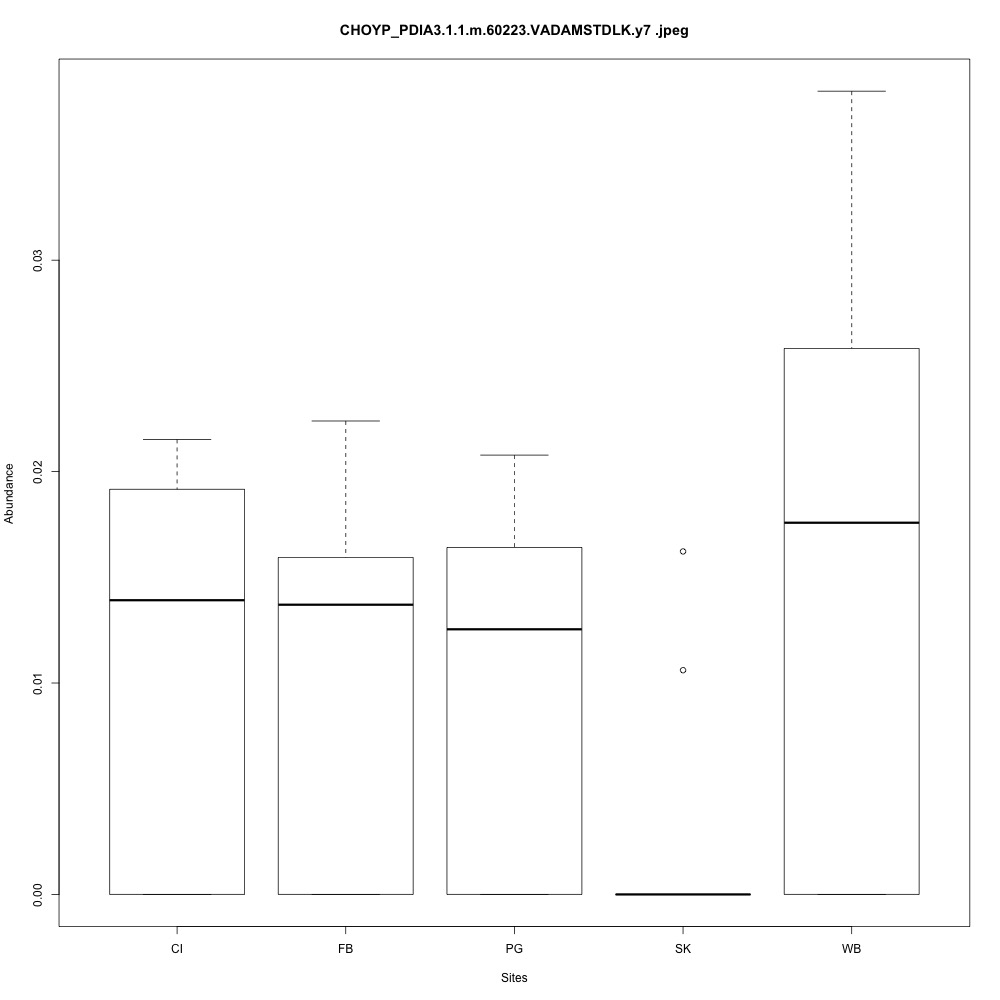 CHOYP_PDIA3.1.1.m.60223.VADAMSTDLK.y7 .jpeg
Abundance
0.03
0.02
0.01
0.00
CI FB PG SK WB
Sites